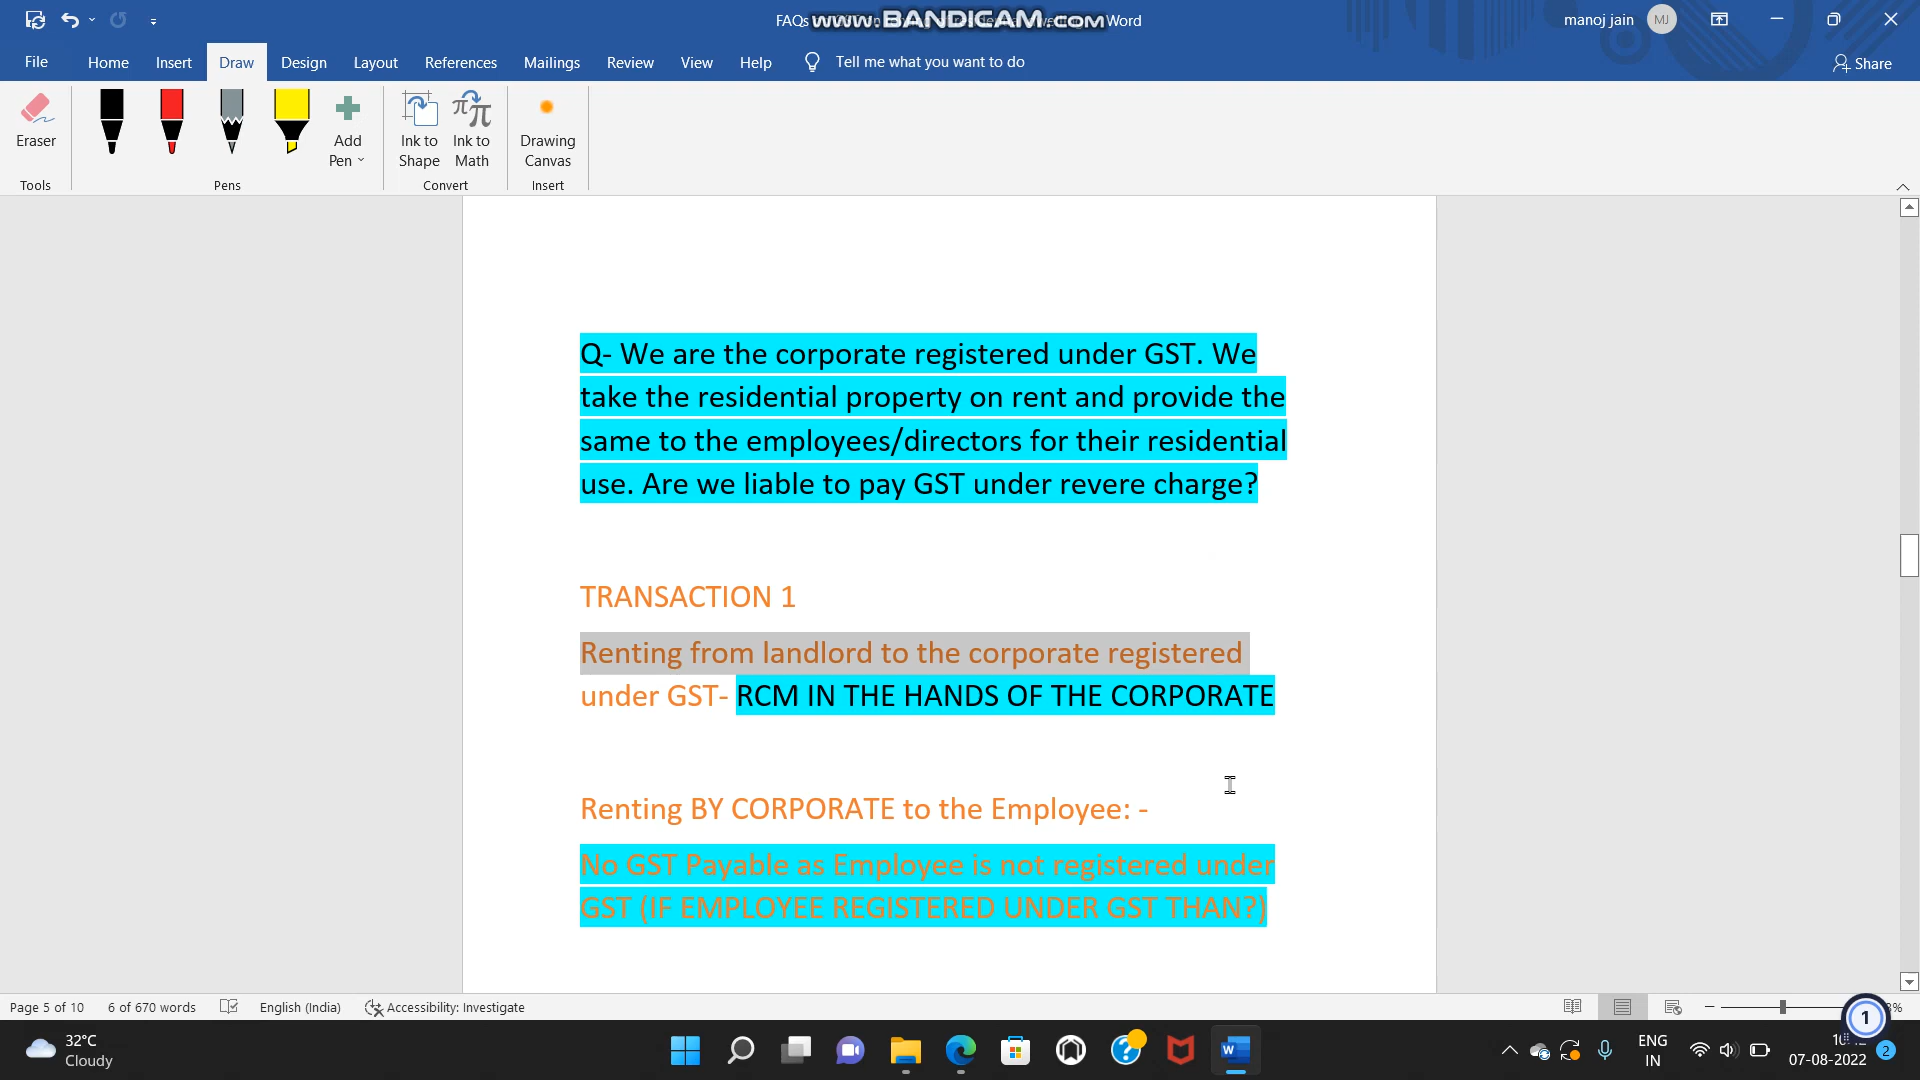 FAQs
www.BANDICAM.com
Word
manoj jain
MJ
File
Home
Insert
Draw
Design
Layout
References
Mailings
Review
View
Help
Tell me what you want to do
Share
Eraser
Add
Pen
Ink to
Shape
Ink to
Math
Drawing
Canvas
Tools
Pens
Convert
Insert
Q- We are the corporate registered under GST. We
take the residential property on rent and provide the
same to the employees/directors for their residential
use. Are we liable to pay GST under revere charge?
TRANSACTION 1
Renting from landlord to the corporate registered
under GST- RCM IN THE HANDS OF THE CORPORATE
Renting BY CORPORATE to the Employee: -
No GST Payable as Employee is not registered under
GST (IF EMPLOYEE REGISTERED UNDER GST THAN?)
Page 5 of 10
6 of 670 words
English (India)
Accessibility: Investigate
1
32°C
Cloudy
ENG
IN
07-08-2022
2